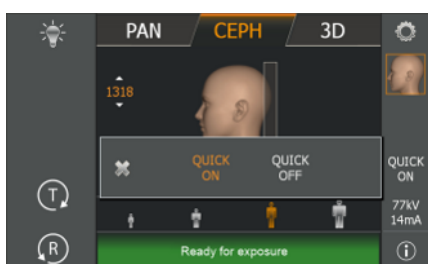 PAN
CEPH
3D
1318
QUICK
ON
QUICK
OFF
QUICK
ON
T
77kV
14mA
R
Ready for exposure
i